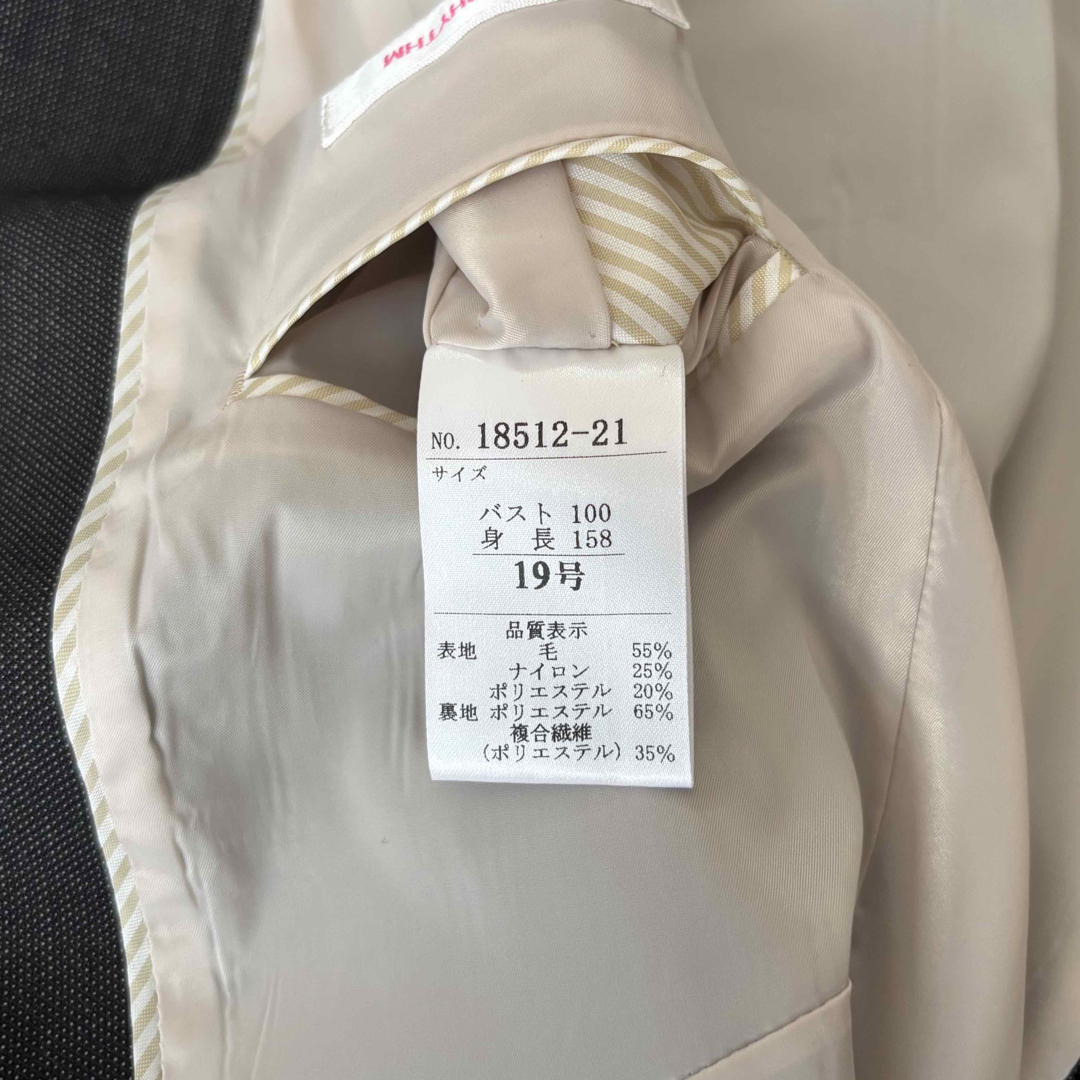 NO. 18512-21
サイズ
バスト 100
身 長 158
19号
品質表示
表地 毛 55%
ナイロン 25%
ポリエステル 20%
裏地 ポリエステル 65%
複合繊維
(ポリエステル) 35%